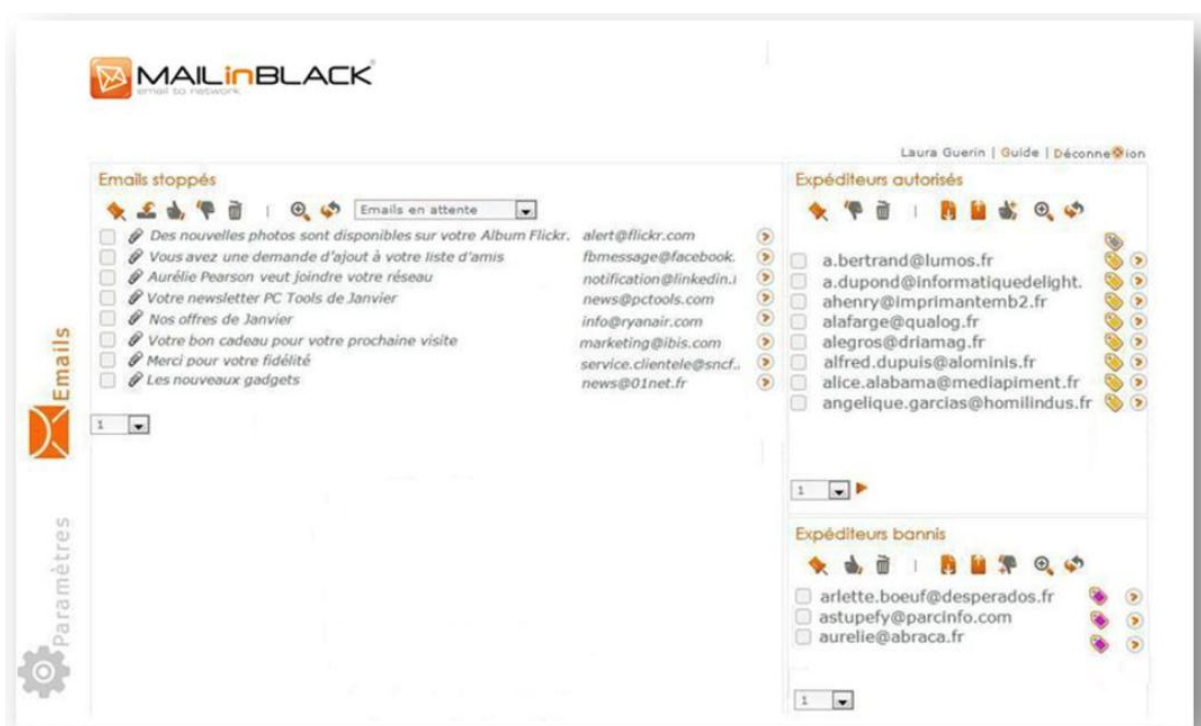 MAILinBLACK
email to network
Laura Guerin | Guide | Déconnexion
Emails stoppés
Emails en attente
Des nouvelles photos sont disponibles sur votre Album Flickr. alert@flickr.com
Vous avez une demande d'ajout à votre liste d'amis fbmessage@facebook.
Aurélie Pearson veut joindre votre réseau notification@linkedin.
Votre newsletter PC Tools de Janvier news@pctools.com
Nos offres de Janvier info@ryanair.com
Votre bon cadeau pour votre prochaine visite marketing@ibis.com
Merci pour votre fidélité service.clientele@sncf.
Les nouveaux gadgets news@01net.fr
1
Expéditeurs autorisés
a.bertrand@lumos.fr
a.dupond@informatiquedelight.
ahenry@imprimantemb2.fr
alafarge@qualog.fr
alegros@driamag.fr
alfred.dupuis@alominis.fr
alice.alabama@mediapiment.fr
angelique.garcias@homilindus.fr
1
Expéditeurs bannis
arlette.boeuf@desperados.fr
astupefy@parcinfo.com
aurelie@abraca.fr
1
Emails
Paramètres